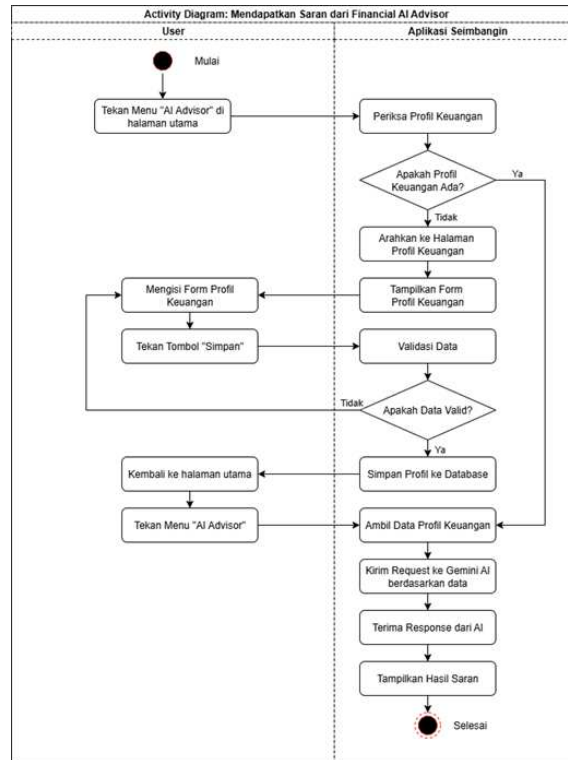 Activity Diagram: Mendapatkan Saran dari Financial AI Advisor
User
Aplikasi Seimbangin
Mulai
Tekan Menu "AI Advisor" di
halaman utama
Periksa Profil Keuangan
Apakah Profil
Keuangan Ada?
Ya
Tidak
Arahkan ke Halaman
Profil Keuangan
Mengisi Form Profil
Keuangan
Tampilkan Form
Profil Keuangan
Tekan Tombol "Simpan"
Validasi Data
Tidak
Apakah Data Valid?
Ya
Kembali ke halaman utama
Simpan Profil ke Database
Tekan Menu "AI Advisor"
Ambil Data Profil Keuangan
Kirim Request ke Gemini AI
berdasarkan data
Terima Response dari AI
Tampilkan Hasil Saran
Selesai